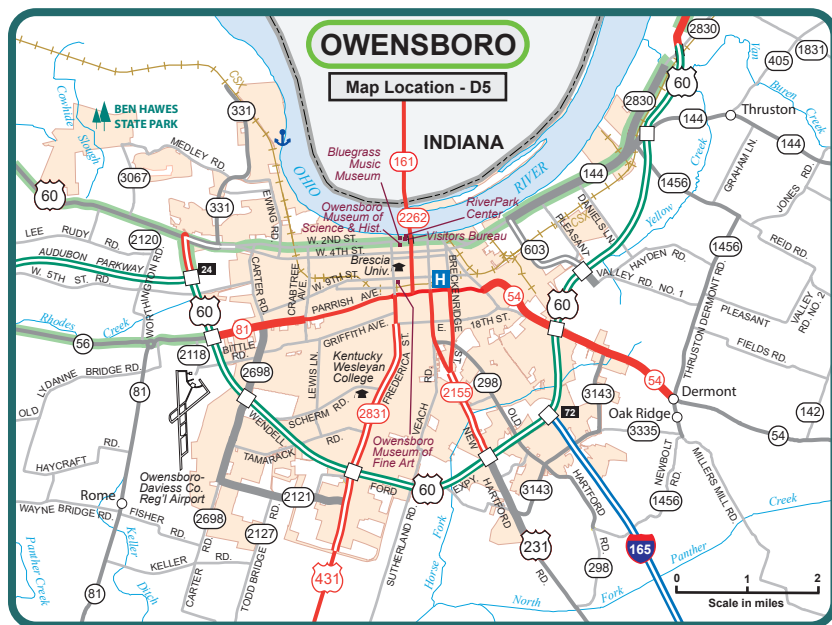 OWENSBORO
Map Location - D5
INDIANA
OHIO
RIVER
CSX
CSX
BEN HAWES
STATE PARK
Cowhide
Slough
MEDLEY RD.
331
331
3067
60
LEE
RUDY
RD.
2120
AUDUBON PARKWAY
W. 5TH ST. RD.
WORTHINGTON RD.
24
EWING RD.
Bluegrass
Music
Museum
Owensboro
Museum of
Science & Hist.
161
2262
RiverPark
Center
Visitors Bureau
W. 2ND ST.
W. 4TH ST.
Brescia
Univ.
W. 9TH ST.
H
CARTER RD.
CRABTREE
AVE.
PARRISH AVE.
BRECKENRIDGE
ST.
E.
18TH ST.
GRIFFITH AVE.
60
81
BITTLE
RD.
2118
2698
Rhodes
Creek
56
LYDANNE BRIDGE RD.
OLD
81
HAYCRAFT
RD.
Rome
WAYNE BRIDGE RD.
FISHER
RD.
KELLER
RD.
Keller
Ditch
Panther Creek
81
Owensboro-
Daviess Co.
Reg'l Airport
2698
CARTER
RD.
2127
TODD BRIDGE
RD.
2121
LEWIS LN.
Kentucky
Wesleyan
College
SCHERM RD.
TAMARACK
RD.
WENDELL
FORD
EXPY.
60
FREDERICA ST.
2831
Owensboro
Museum of
Fine Art
VEACH
RD.
431
SUTHERLAND RD.
Horse
Fork
2155
298
OLD
HARTFORD
RD.
NEW
HARTFORD
RD.
231
298
3143
3143
72
165
North
Fork
Panther
Creek
54
54
54
603
PLEASANT
VALLEY RD. NO. 1
DANIELS LN.
HAYDEN RD.
144
144
144
60
60
2830
2830
Van
Buren
Creek
405
1831
Thruston
GRAHAM LN.
JONES RD.
Yellow
Creek
1456
1456
REID RD.
PLEASANT
VALLEY
RD NO. 2
FIELDS RD.
THRUSTON DERMONT RD.
Dermont
Oak Ridge
3335
142
NEWBOLT
RD.
1456
MILLERS MILL RD.
0 1 2
Scale in miles